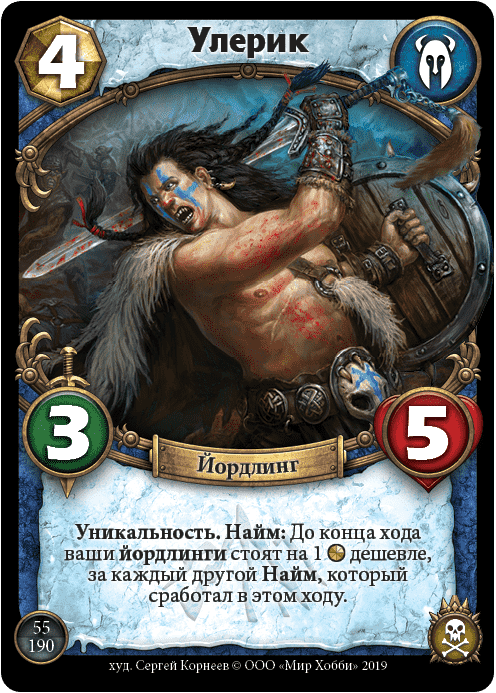 4
Улерик
3
5
Йордлинг
Уникальность. Найм: До конца хода
ваши йордлинги стоят на 1 дешевле,
за каждый другой Найм, который
сработал в этом ходу.
55
190
худ. Сергей Корнеев © ООО «Мир Хобби» 2019